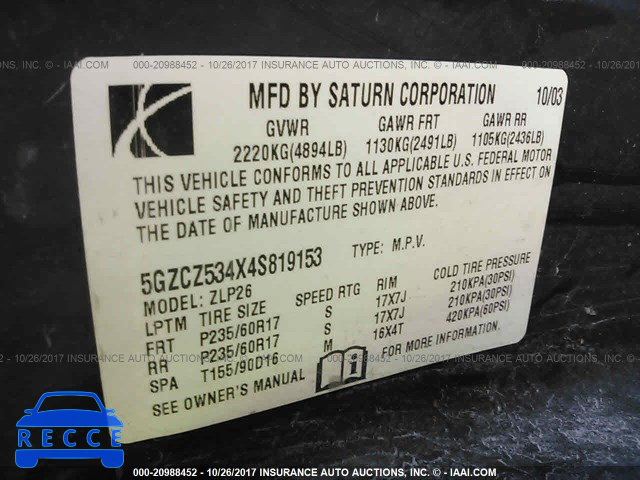 000-20988452 - 10/26/2017 INSURANCE AUTO AUCTIONS, INC. - © IAAI.COM
MFD BY SATURN CORPORATION 10/03
GVWR GAWR FRT GAWR RR
2220KG(4894LB) 1130KG(2491LB) 1105KG(2436LB)
THIS VEHICLE CONFORMS TO ALL APPLICABLE U.S. FEDERAL MOTOR
VEHICLE SAFETY AND THEFT PREVENTION STANDARDS IN EFFECT ON
THE DATE OF MANUFACTURE SHOWN ABOVE.
5GZCZ534X4S819153 TYPE: M.P.V.
MODEL: ZLP26
LPTM TIRE SIZE SPEED RTG RIM COLD TIRE PRESSURE
FRT P235/60R17 S 17X7J 210KPA(30PSI)
RR P235/60R17 S 17X7J 210KPA(30PSI)
SPA T155/90D16 M 16X4T 420KPA(60PSI)
SEE OWNER'S MANUAL i FOR MORE INFORMATION.
RECCE
000-20988452 - 10/26/2017 INSURANCE AUTO AUCTIONS, INC. - © IAAI.COM